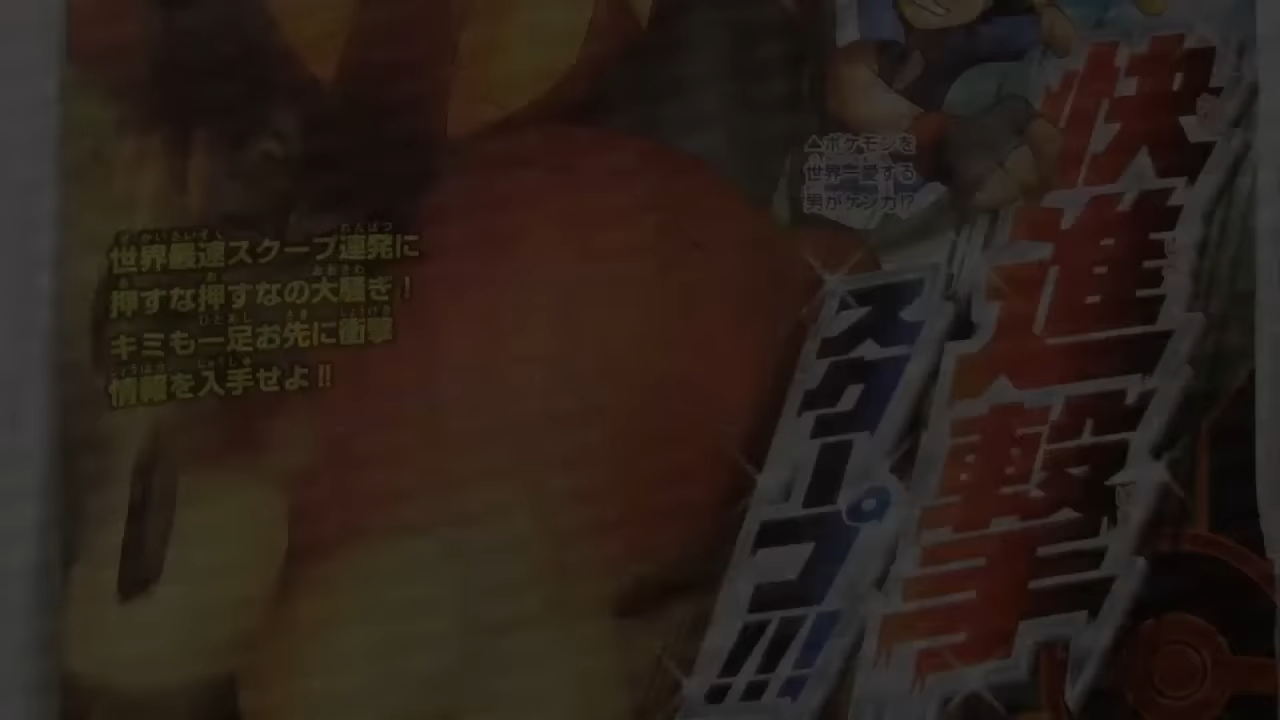 快進撃
スクープ!!
▲ポケモンを
世界一愛する
男がケンカ!?
世界最速スクープ連発に
押すな押すなの大騒ぎ!
キミも一足お先に衝撃
情報を入手せよ!!